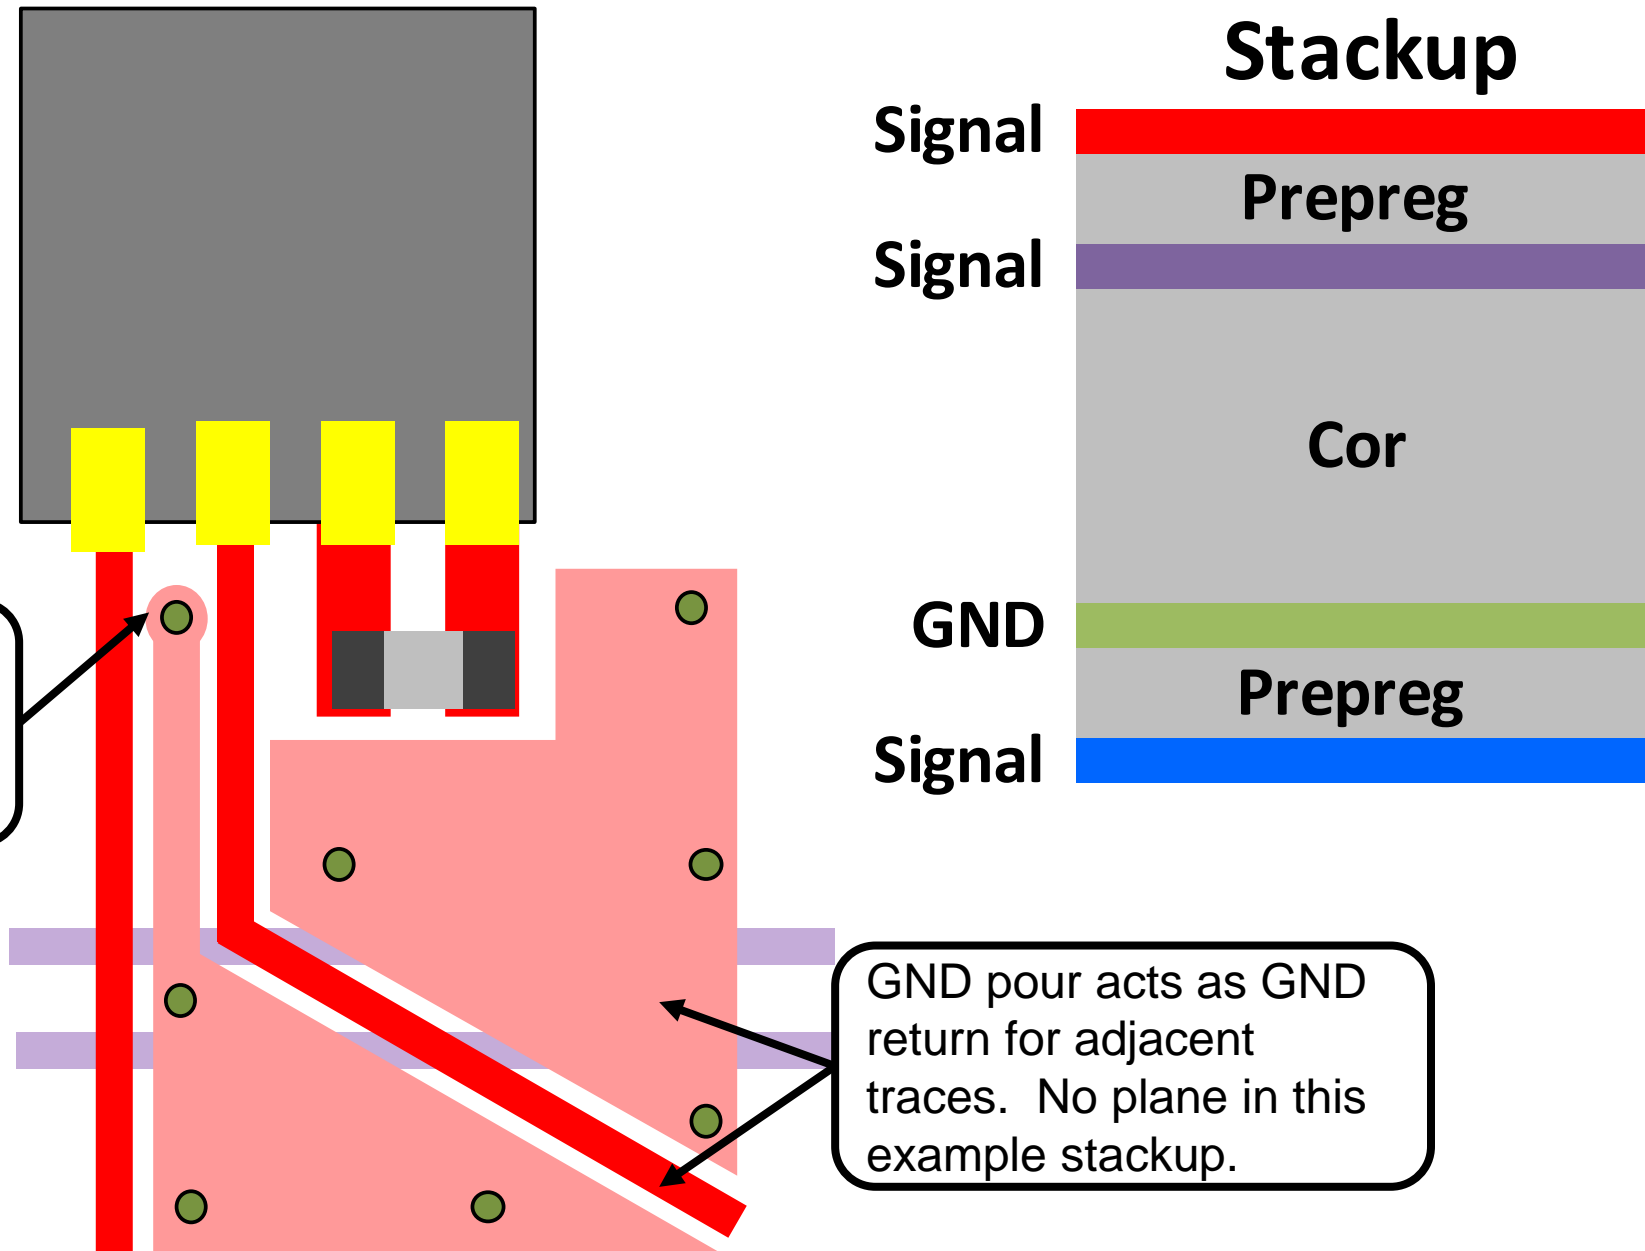 Stackup
Signal
Prepreg
Signal
Cor
GND
Prepreg
Signal
GND pour acts as GND
return for adjacent
traces.  No plane in this
example stackup.